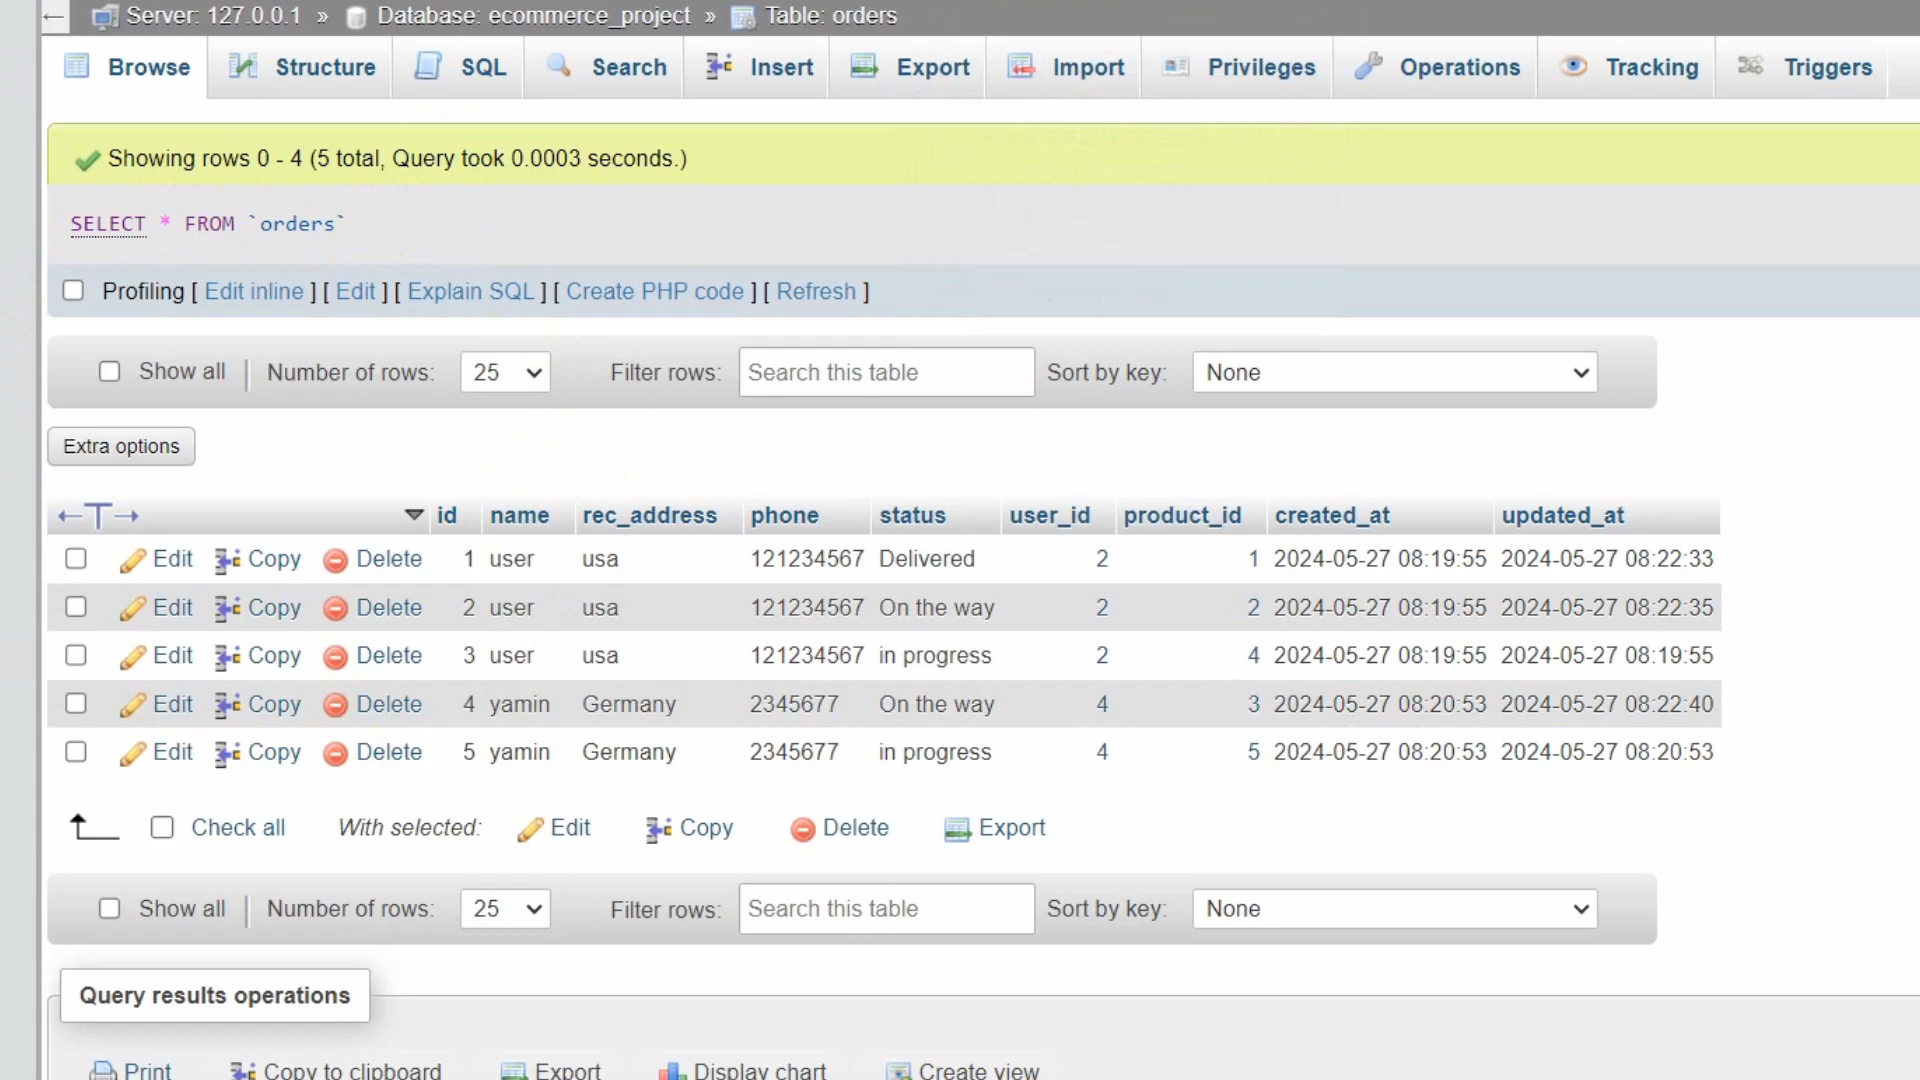 Server: 127.0.0.1 » Database: ecommerce_project » Table: orders
Browse Structure SQL Search Insert Export Import Privileges Operations Tracking Triggers
Showing rows 0 - 4 (5 total, Query took 0.0003 seconds.)
SELECT * FROM `orders`
Profiling [ Edit inline ] [ Edit ] [ Explain SQL ] [ Create PHP code ] [ Refresh ]
Show all Number of rows: 25 Filter rows: Search this table Sort by key: None
Extra options
id name rec_address phone status user_id product_id created_at updated_at
Edit Copy Delete 1 user usa 121234567 Delivered 2 1 2024-05-27 08:19:55 2024-05-27 08:22:33
Edit Copy Delete 2 user usa 121234567 On the way 2 2 2024-05-27 08:19:55 2024-05-27 08:22:35
Edit Copy Delete 3 user usa 121234567 in progress 2 4 2024-05-27 08:19:55 2024-05-27 08:19:55
Edit Copy Delete 4 yamin Germany 2345677 On the way 4 3 2024-05-27 08:20:53 2024-05-27 08:22:40
Edit Copy Delete 5 yamin Germany 2345677 in progress 4 5 2024-05-27 08:20:53 2024-05-27 08:20:53
Check all With selected: Edit Copy Delete Export
Show all Number of rows: 25 Filter rows: Search this table Sort by key: None
Query results operations
Print Copy to clipboard Export Display chart Create view